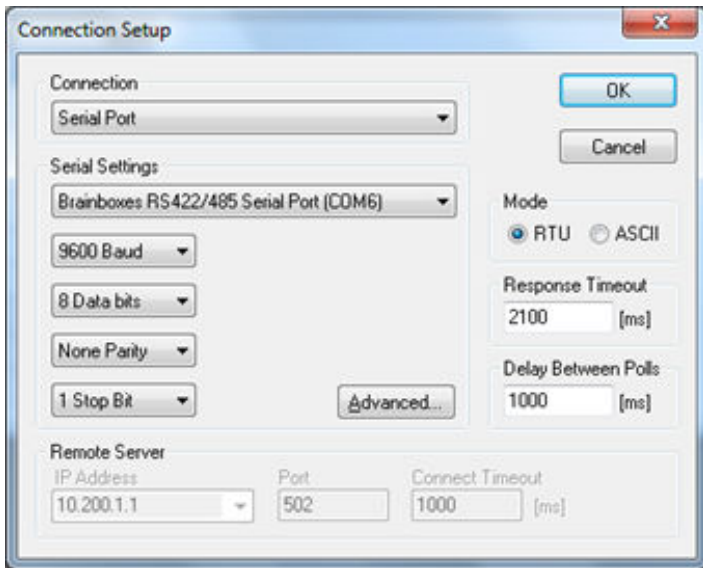 Connection Setup
Connection
Serial Port
OK
Cancel
Serial Settings
Brainboxes RS422/485 Serial Port (COM6)
9600 Baud
8 Data bits
None Parity
1 Stop Bit
Advanced...
Mode
RTU ASCII
Response Timeout
2100 [ms]
Delay Between Polls
1000 [ms]
Remote Server
IP Address Port Connect Timeout
10.200.1.1 502 1000 [ms]